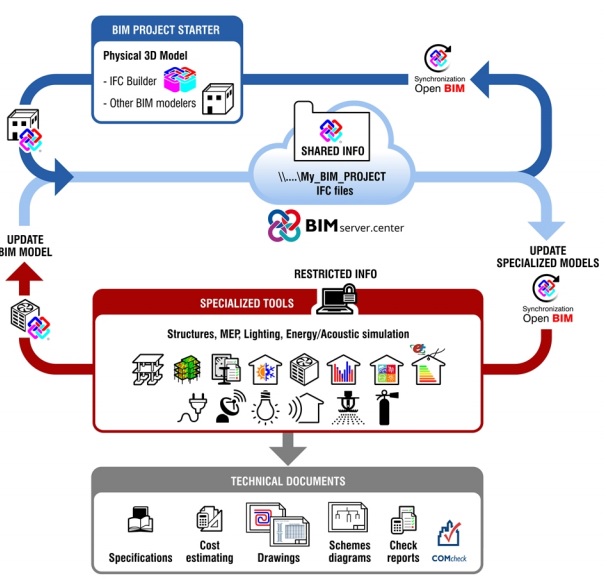 BIM PROJECT STARTER
Physical 3D Model
- IFC Builder
- Other BIM modelers
Synchronization
Open BIM
SHARED INFO
\\....\My_BIM_PROJECT
IFC files
BIMserver.center
UPDATE
BIM MODEL
UPDATE
SPECIALIZED MODELS
Synchronization
Open BIM
RESTRICTED INFO
SPECIALIZED TOOLS
Structures, MEP, Lighting, Energy/Acoustic simulation
TECHNICAL DOCUMENTS
Specifications
Cost
estimating
Drawings
Schemes
diagrams
Check
reports
COMcheck